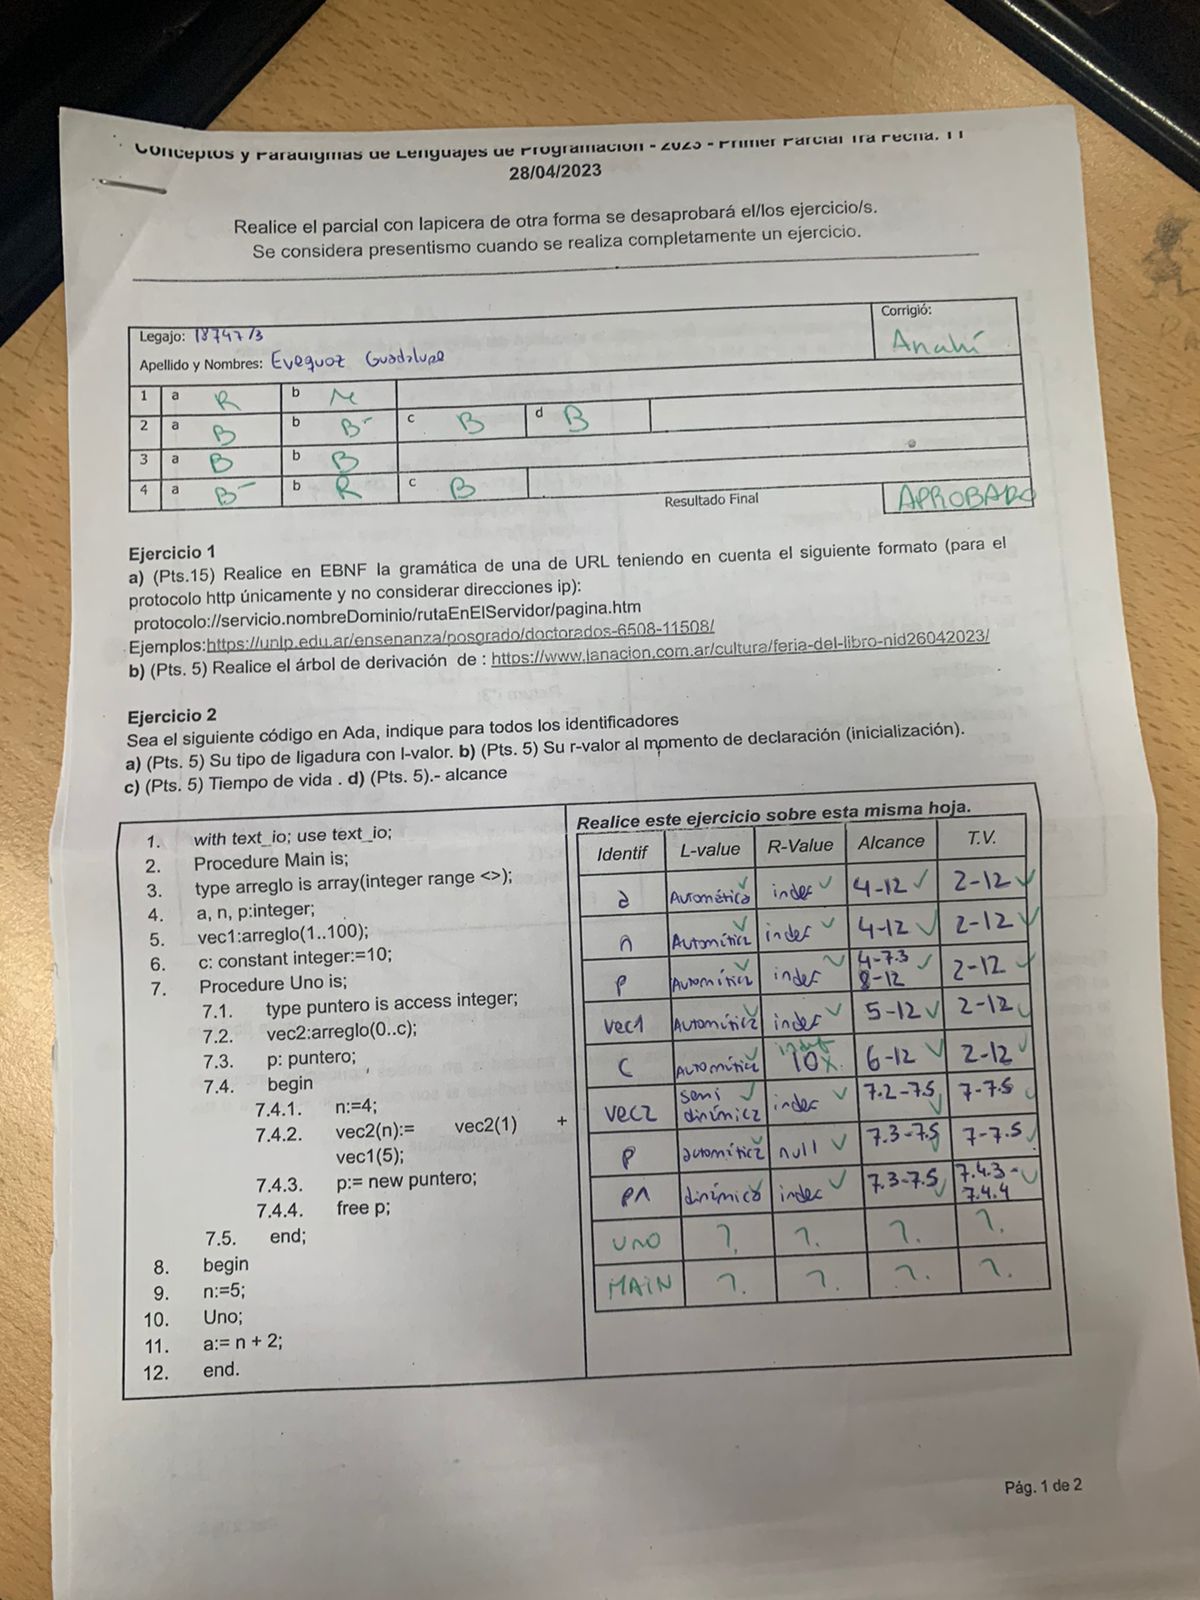 Conceptos y Paradigmas de Lenguajes de Programación - 2023 - Primer Parcial 1ra Fecha. T1
28/04/2023
Realice el parcial con lapicera de otra forma se desaprobará el/los ejercicio/s.
Se considera presentismo cuando se realiza completamente un ejercicio.
Legajo: 18747/3
Corrigió:
Anahí
Apellido y Nombres: Eveguoz Guadalupe
1 a R b M
2 a B b B- c B d B
3 a B b B
4 a B- b R c B Resultado Final APROBADO
Ejercicio 1
a) (Pts.15) Realice en EBNF la gramática de una de URL teniendo en cuenta el siguiente formato (para el
protocolo http únicamente y no considerar direcciones ip):
protocolo://servicio.nombreDominio/rutaEnElServidor/pagina.htm
Ejemplos:https://unlp.edu.ar/ensenanza/posgrado/doctorados-6508-11508/
b) (Pts. 5) Realice el árbol de derivación de : https://www.lanacion.com.ar/cultura/feria-del-libro-nid26042023/
Ejercicio 2
Sea el siguiente código en Ada, indique para todos los identificadores
a) (Pts. 5) Su tipo de ligadura con l-valor. b) (Pts. 5) Su r-valor al momento de declaración (inicialización).
c) (Pts. 5) Tiempo de vida . d) (Pts. 5).- alcance
1. with text_io; use text_io;
2. Procedure Main is;
3. type arreglo is array(integer range <>);
4. a, n, p:integer;
5. vec1:arreglo(1..100);
6. c: constant integer:=10;
7. Procedure Uno is;
7.1. type puntero is access integer;
7.2. vec2:arreglo(0..c);
7.3. p: puntero;
7.4. begin
7.4.1. n:=4;
7.4.2. vec2(n):= vec2(1) +
vec1(5);
7.4.3. p:= new puntero;
7.4.4. free p;
7.5. end;
8. begin
9. n:=5;
10. Uno;
11. a:= n + 2;
12. end.
Realice este ejercicio sobre esta misma hoja.
Identif L-value R-Value Alcance T.V.
a Automática indef 4-12 2-12
n Automática indef 4-12 2-12
p Automática indef 4-7.3 2-12
8-12
vec1 Automática indef 5-12 2-12
indef
c Automática 10 x. 6-12 2-12
vec2 semi dinámica indef 7.2-7.5 7-7.5
p automática null 7.3-7.5 7-7.5
p^ dinámica indef 7.3-7.5 7.4.3-
7.4.4
UNO ?. ?. ?. ?.
MAIN ?. ?. ?. ?.
Pág. 1 de 2